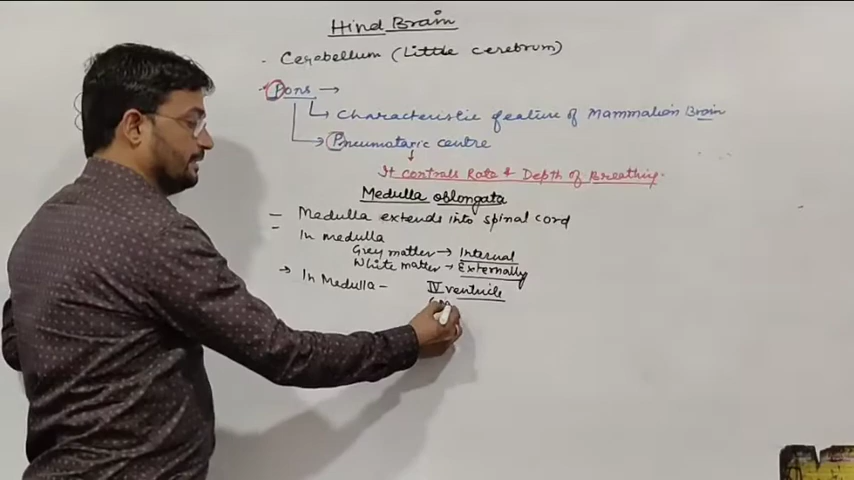 Hind Brain
- Cerebellum (Little cerebrum)
- Pons →
Characteristic feature of Mammalian Brain
Pneumataric centre
It controls Rate & Depth of Breathing.
Medulla oblongata
- Medulla extends into spinal cord
- In medulla
Grey matter → Internal
White matter → Externally
→ In Medulla - IV ventricle